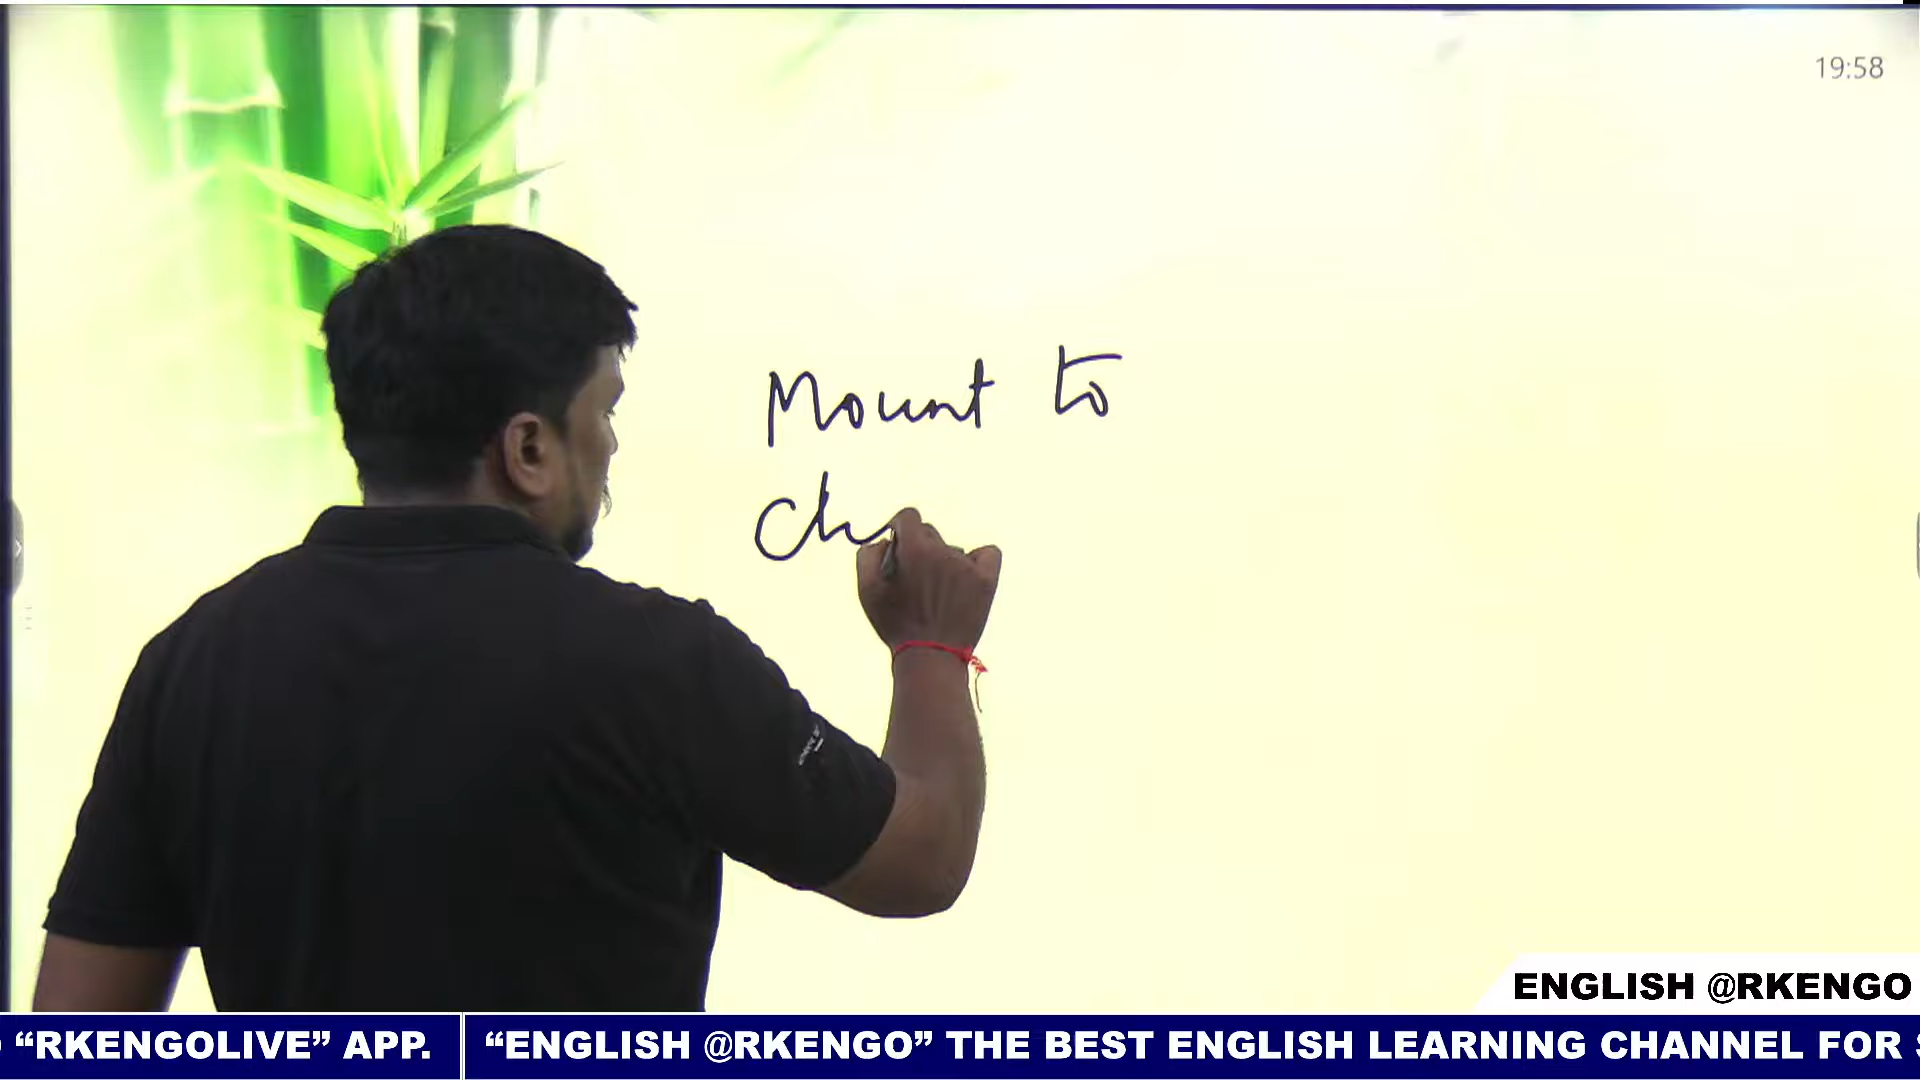 19:58
Mount to
ENGLISH @RKENGO
“RKENGOLIVE” APP. “ENGLISH @RKENGO” THE BEST ENGLISH LEARNING CHANNEL FOR